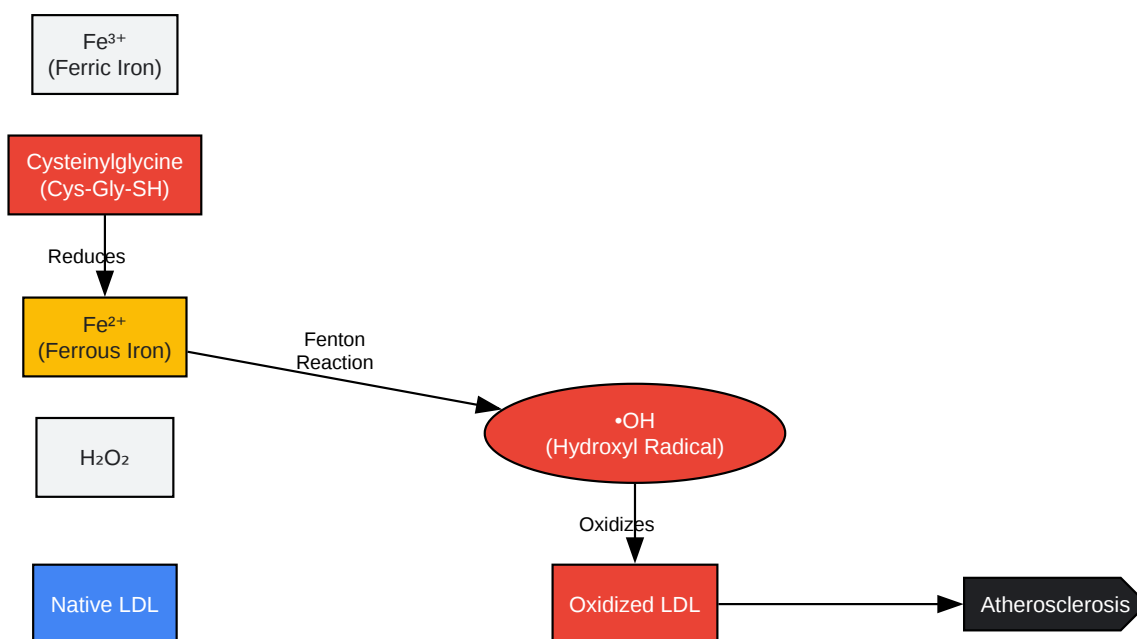 Fe³⁺
(Ferric Iron)
Cysteinylglycine
(Cys-Gly-SH)
Reduces
Fe²⁺
(Ferrous Iron)
Fenton
Reaction
•OH
(Hydroxyl Radical)
H₂O₂
Oxidizes
Native LDL
Oxidized LDL
Atherosclerosis